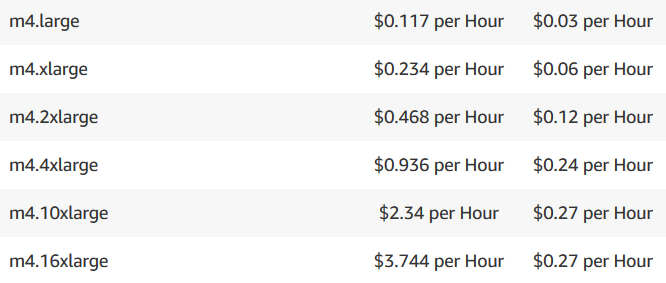 m4.large $0.117 per Hour $0.03 per Hour
m4.xlarge $0.234 per Hour $0.06 per Hour
m4.2xlarge $0.468 per Hour $0.12 per Hour
m4.4xlarge $0.936 per Hour $0.24 per Hour
m4.10xlarge $2.34 per Hour $0.27 per Hour
m4.16xlarge $3.744 per Hour $0.27 per Hour